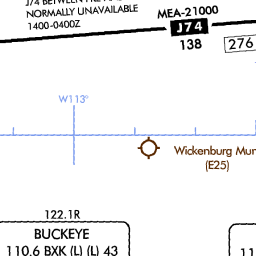 J74 BETWEEN
NORMALLY UNAVAILABLE
1400-0400Z
MEA-21000
J74
138
276
W113°
Wickenburg Mun
(E25)
122.1R
BUCKEYE
110.6 BXK (L) (L) 43
11